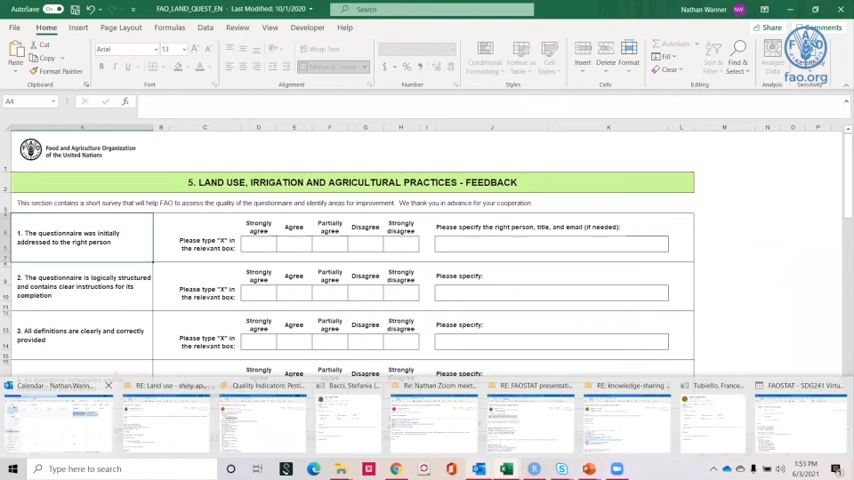 AutoSave On FAO_LAND_QUEST_EN - Last Modified: 10/1/2020 Search Nathan Wanner NW
File Home Insert Page Layout Formulas Data Review View Developer Help Share Comments
Cut
Copy
Format Painter
Paste
Arial 13
B I U
Wrap Text
Merge & Center
Conditional Formatting
Format as Table
Cell Styles
Insert Delete Format
AutoSum
Fill
Clear
Sort & Filter
Find & Select
Analyze Data
Sensitivity
Clipboard Font Alignment Number Styles Cells Editing Analysis Sensitivity
fao.org
A4 fx
A B C D E F G H I J K L M N O P
Food and Agriculture Organization
of the United Nations
5. LAND USE, IRRIGATION AND AGRICULTURAL PRACTICES - FEEDBACK
This section contains a short survey that will help FAO to assess the quality of the questionnaire and identify areas for improvement. We thank you in advance for your cooperation.
1. The questionnaire was initially
addressed to the right person
Strongly agree Agree Partially agree Disagree Strongly disagree
Please type "X" in
the relevant box:
Please specify the right person, title, and email (if needed):
2. The questionnaire is logically structured
and contains clear instructions for its
completion
Strongly agree Agree Partially agree Disagree Strongly disagree
Please type "X" in
the relevant box:
Please specify:
3. All definitions are clearly and correctly
provided
Strongly agree Agree Partially agree Disagree Strongly disagree
Please type "X" in
the relevant box:
Please specify:
Strongly Agree Partially Disagree Strongly
Please specify:
Calendar - Nathan.Wanne...
RE: Land use - shiny ap...
Quality Indicators: Pesti...
Bacci, Stefania (...
Re: Nathan Zoom meet...
RE: FAOSTAT presentati...
RE: knowledge-sharing ...
Tubiello, France...
FAOSTAT - SDG241 Virtu...
Type here to search
1:53 PM
6/3/2021